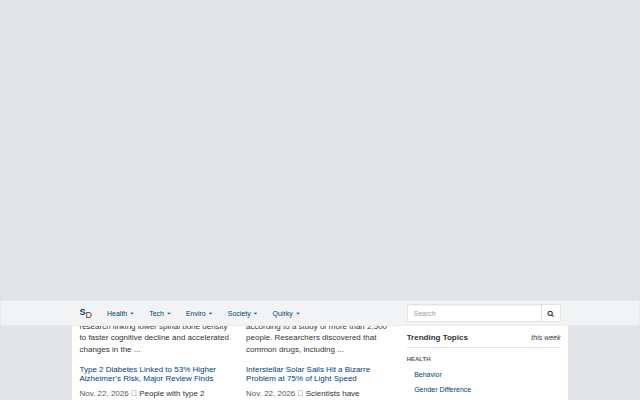 SD Health Tech Enviro Society Quirky Search
research linking lower spinal bone density
to faster cognitive decline and accelerated
changes in the ...
Type 2 Diabetes Linked to 53% Higher
Alzheimer's Risk, Major Review Finds
Nov. 22, 2026 People with type 2
according to a study of more than 2,500
people. Researchers discovered that
common drugs, including ...
Interstellar Solar Sails Hit a Bizarre
Problem at 75% of Light Speed
Nov. 22, 2026 Scientists have
Trending Topics this week
HEALTH
Behavior
Gender Difference